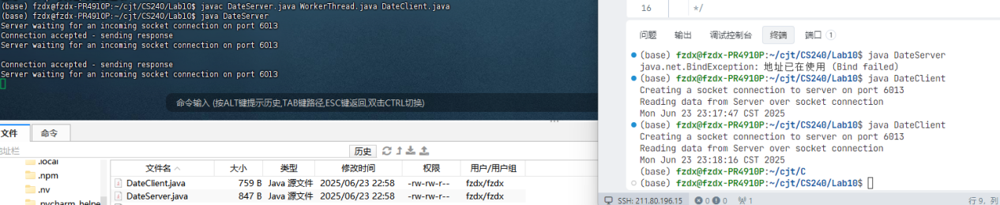 (base) fzdx@fzdx-PR4910P:~/cjt/CS240/Lab10$ javac DateServer.java WorkerThread.java DateClient.java
(base) fzdx@fzdx-PR4910P:~/cjt/CS240/Lab10$ java DateServer
Server waiting for an incoming socket connection on port 6013
Connection accepted - sending response
Server waiting for an incoming socket connection on port 6013
Connection accepted - sending response
Server waiting for an incoming socket connection on port 6013
命令输入 (按ALT键提示历史,TAB键路径,ESC键返回,双击CTRL切换)
文件 命令
历史
.local
.npm
.nv
.pycharm_helpe
文件名 大小 类型 修改时间 权限 用户/用户组
DateClient.java 759 B Java 源文件 2025/06/23 22:58 -rw-rw-r-- fzdx/fzdx
DateServer.java 847 B Java 源文件 2025/06/23 22:58 -rw-rw-r-- fzdx/fzdx
16 */
问题 输出 调试控制台 终端 端口 1
(base) fzdx@fzdx-PR4910P:~/cjt/CS240/Lab10$ java DateServer
java.net.BindException: 地址已在使用 (Bind failed)
(base) fzdx@fzdx-PR4910P:~/cjt/CS240/Lab10$ java DateClient
Creating a socket connection to server on port 6013
Reading data from Server over socket connection
Mon Jun 23 23:17:47 CST 2025
(base) fzdx@fzdx-PR4910P:~/cjt/CS240/Lab10$ java DateClient
Creating a socket connection to server on port 6013
Reading data from Server over socket connection
Mon Jun 23 23:18:16 CST 2025
(base) fzdx@fzdx-PR4910P:~/cjt/C
(base) fzdx@fzdx-PR4910P:~/cjt/CS240/Lab10$
SSH: 211.80.196.15 0 0 1 行 9, 列